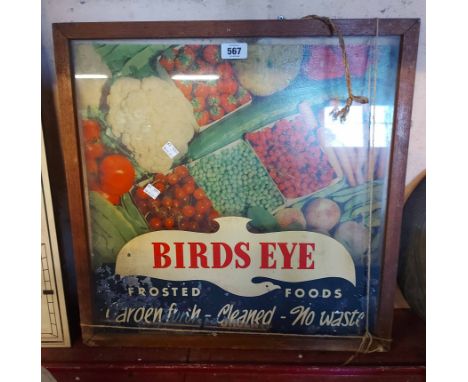 567
BIRDS EYE
FROSTED FOODS
Garden fresh - Cleaned - No waste